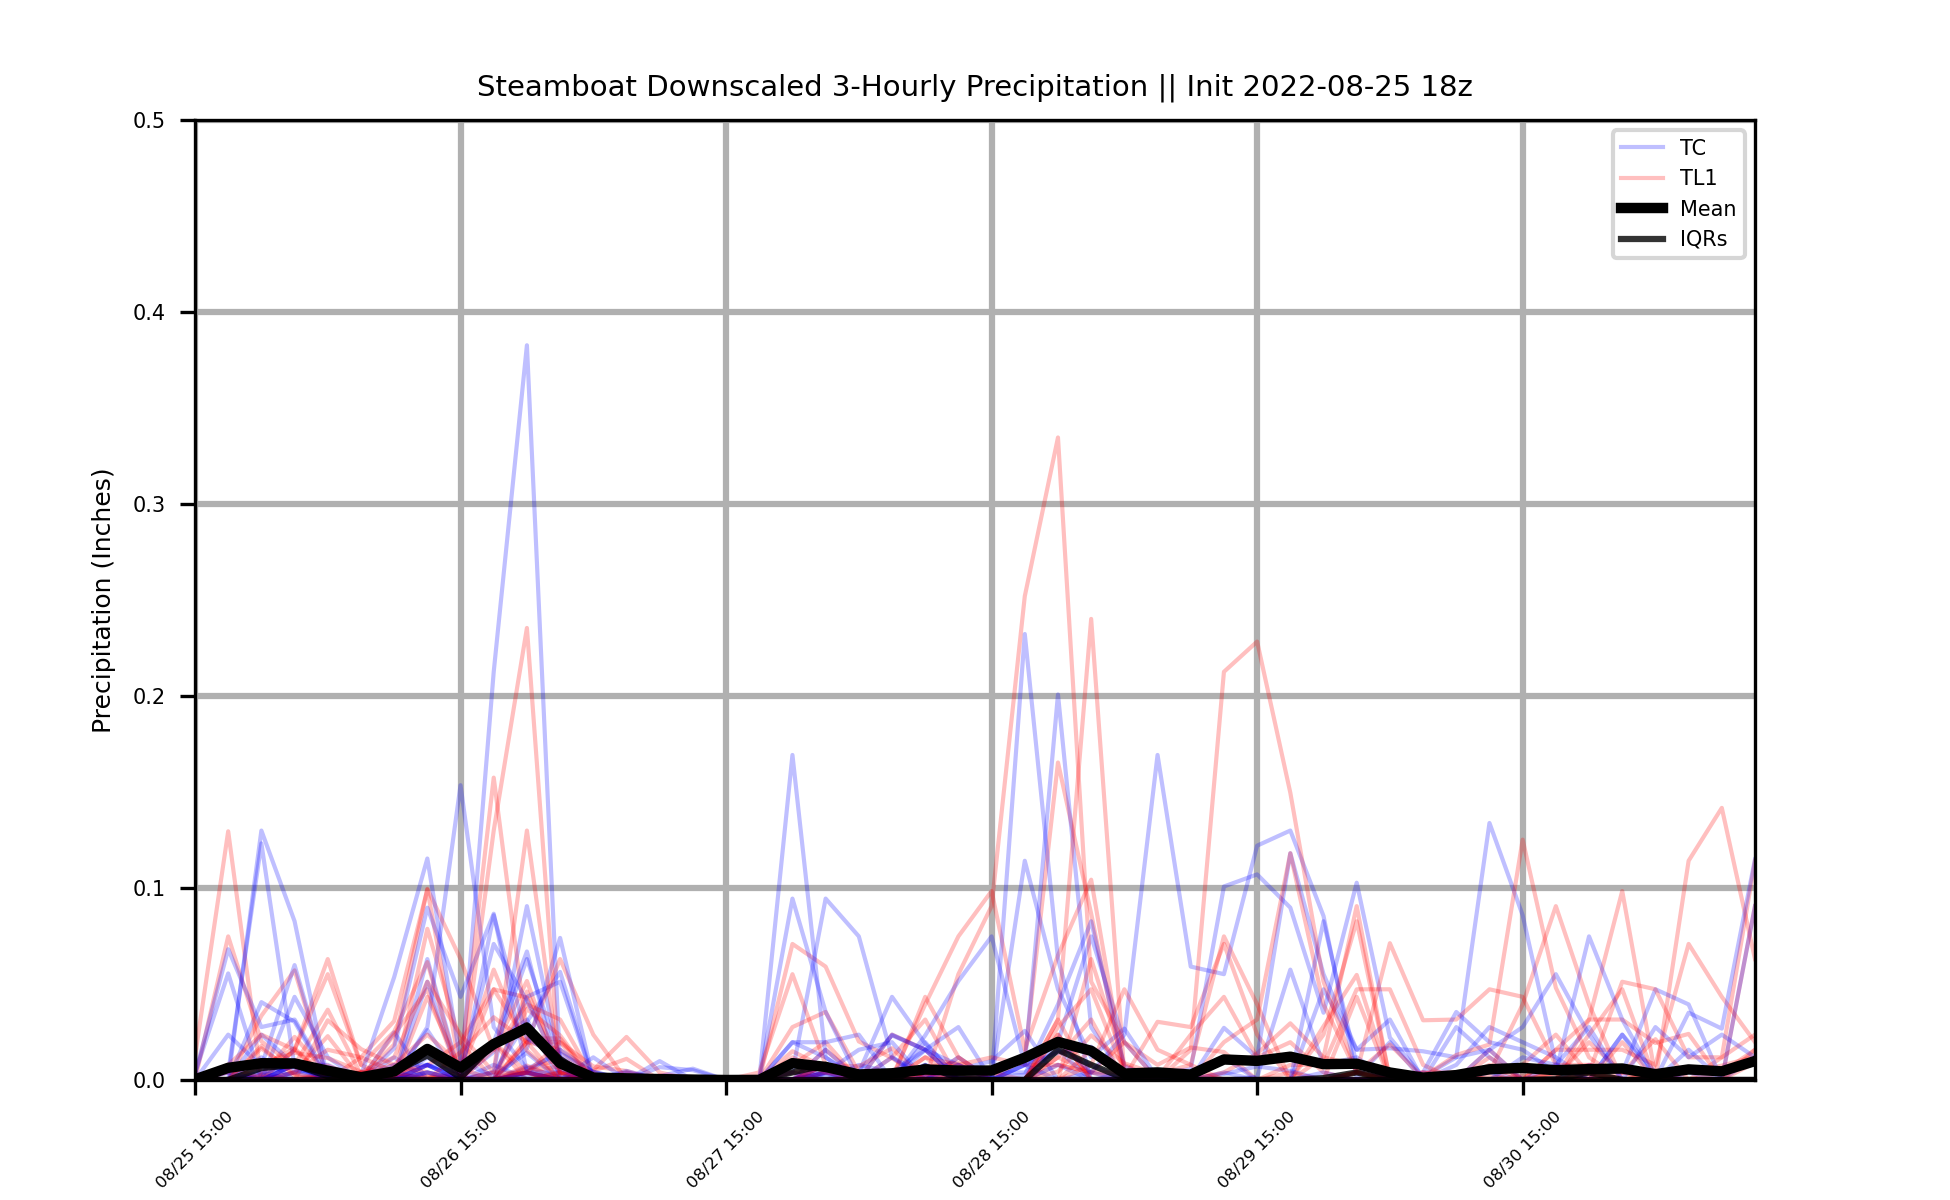 Steamboat Downscaled 3-Hourly Precipitation || Init 2022-08-25 18z
TC
TL1
Mean
IQRs
Precipitation (Inches)
0.5
0.4
0.3
0.2
0.1
0.0
08/25 15:00
08/26 15:00
08/27 15:00
08/28 15:00
08/29 15:00
08/30 15:00